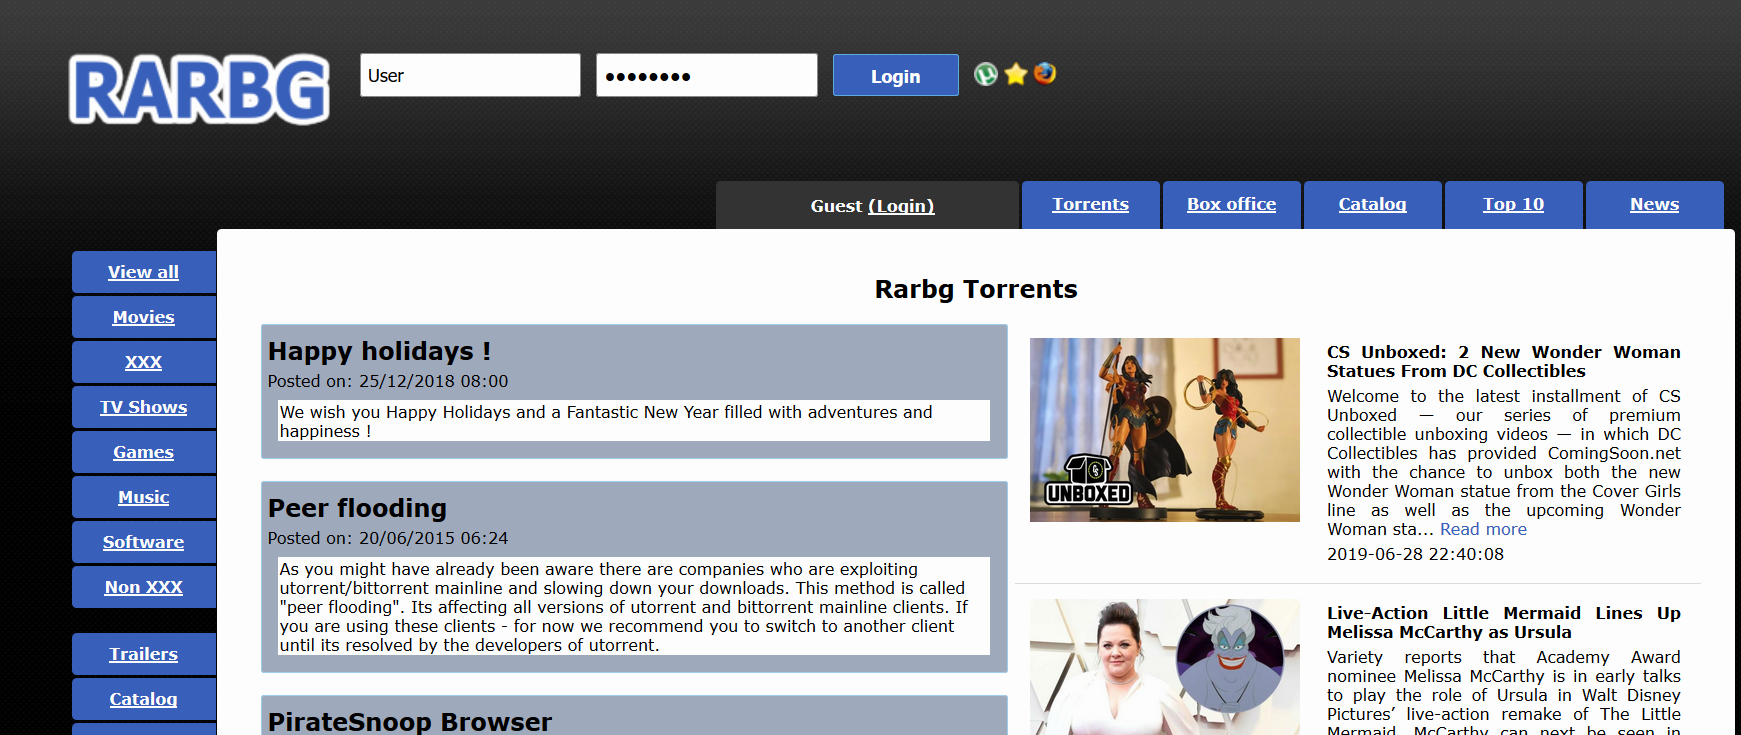 RARBG
User
Login
Guest (Login)
Torrents
Box office
Catalog
Top 10
News
View all
Movies
XXX
TV Shows
Games
Music
Software
Non XXX
Trailers
Catalog
Rarbg Torrents
Happy holidays !
Posted on: 25/12/2018 08:00
We wish you Happy Holidays and a Fantastic New Year filled with adventures and
happiness !
Peer flooding
Posted on: 20/06/2015 06:24
As you might have already been aware there are companies who are exploiting
utorrent/bittorrent mainline and slowing down your downloads. This method is called
"peer flooding". Its affecting all versions of utorrent and bittorrent mainline clients. If
you are using these clients - for now we recommend you to switch to another client
until its resolved by the developers of utorrent.
PirateSnoop Browser
UNBOXED
CS Unboxed: 2 New Wonder Woman
Statues From DC Collectibles
Welcome to the latest installment of CS
Unboxed — our series of premium
collectible unboxing videos — in which DC
Collectibles has provided ComingSoon.net
with the chance to unbox both the new
Wonder Woman statue from the Cover Girls
line as well as the upcoming Wonder
Woman sta... Read more
2019-06-28 22:40:08
Live-Action Little Mermaid Lines Up
Melissa McCarthy as Ursula
Variety reports that Academy Award
nominee Melissa McCarthy is in early talks
to play the role of Ursula in Walt Disney
Pictures’ live-action remake of The Little
Mermaid. McCarthy can next be seen in